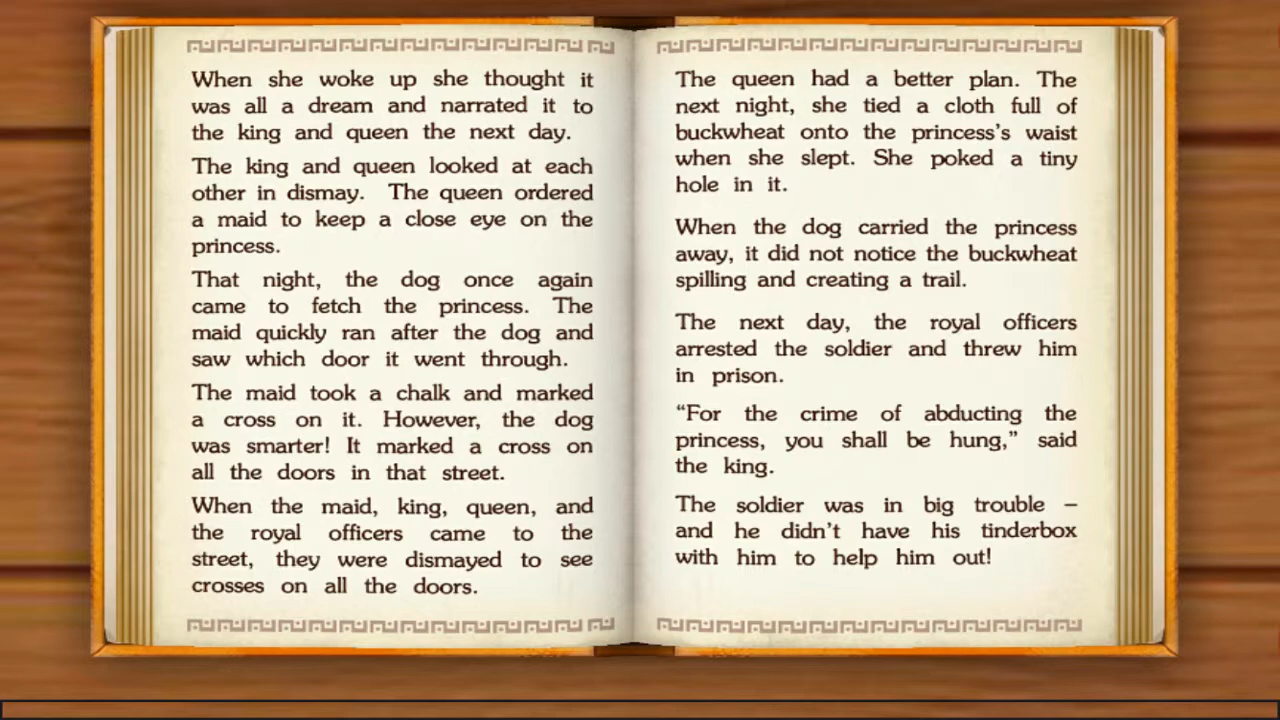 When she woke up she thought it
was all a dream and narrated it to
the king and queen the next day.
The king and queen looked at each
other in dismay. The queen ordered
a maid to keep a close eye on the
princess.
That night, the dog once again
came to fetch the princess. The
maid quickly ran after the dog and
saw which door it went through.
The maid took a chalk and marked
a cross on it. However, the dog
was smarter! It marked a cross on
all the doors in that street.
When the maid, king, queen, and
the royal officers came to the
street, they were dismayed to see
crosses on all the doors.
The queen had a better plan. The
next night, she tied a cloth full of
buckwheat onto the princess's waist
when she slept. She poked a tiny
hole in it.
When the dog carried the princess
away, it did not notice the buckwheat
spilling and creating a trail.
The next day, the royal officers
arrested the soldier and threw him
in prison.
“For the crime of abducting the
princess, you shall be hung,” said
the king.
The soldier was in big trouble –
and he didn't have his tinderbox
with him to help him out!